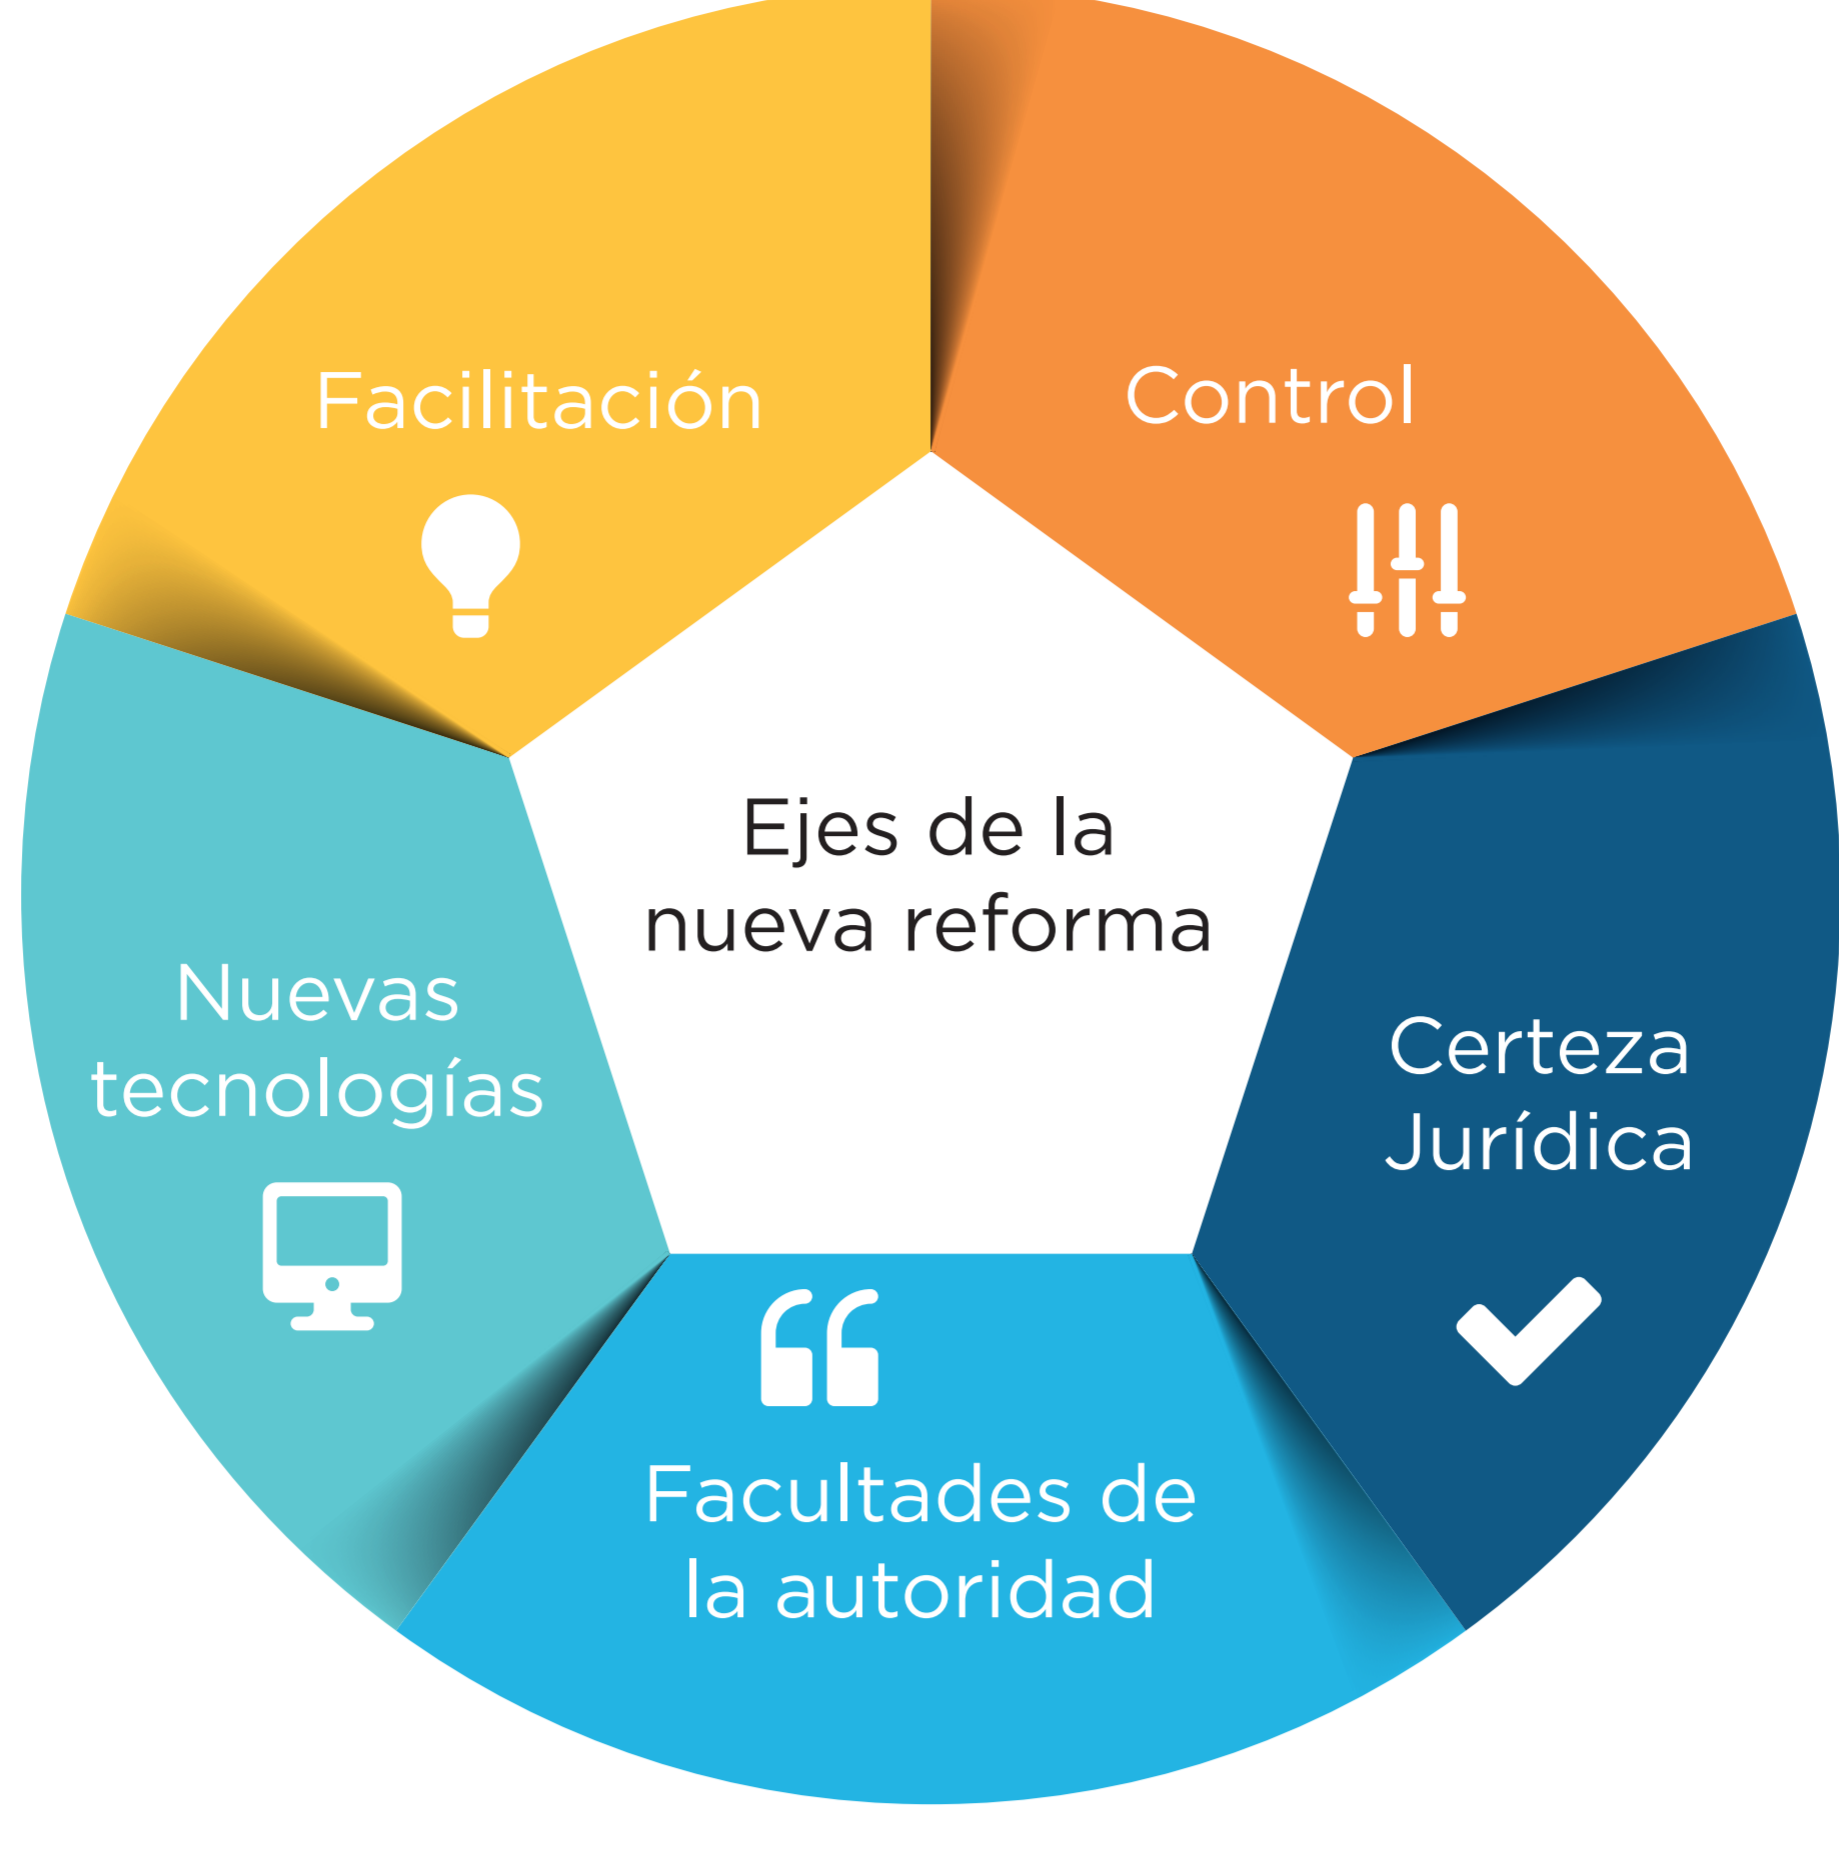 Facilitación
Control
Ejes de la
nueva reforma
Nuevas
tecnologías
Certeza
Jurídica
Facultades de
la autoridad